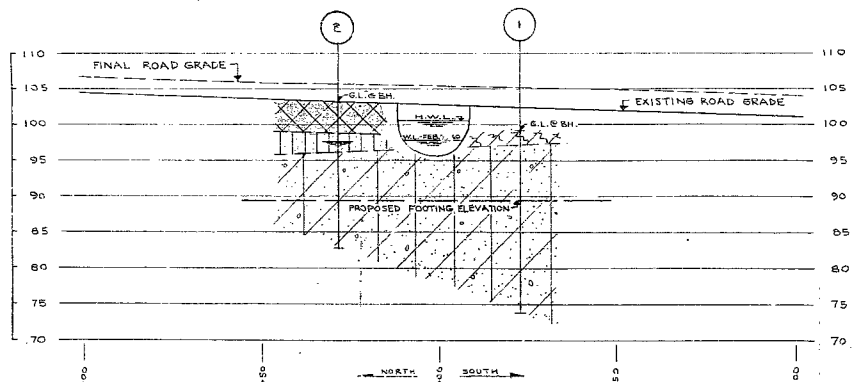 2
1
110
110
FINAL ROAD GRADE
105
105
G.L.@ BH.
EXISTING ROAD GRADE
H.W.L.
100
100
G.L.@ BH.
95
95
90
90
PROPOSED FOOTING ELEVATION
85
85
80
80
75
75
70
70
NORTH
SOUTH